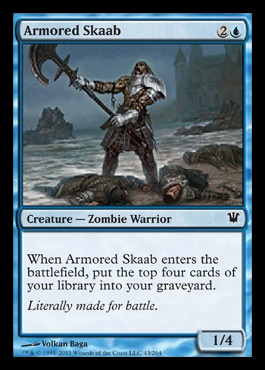 Armored Skaab 2
Creature — Zombie Warrior
When Armored Skaab enters the
battlefield, put the top four cards of
your library into your graveyard.
Literally made for battle.
Volkan Baga
™ & © 1993-2011 Wizards of the Coast LLC 43/264
1/4